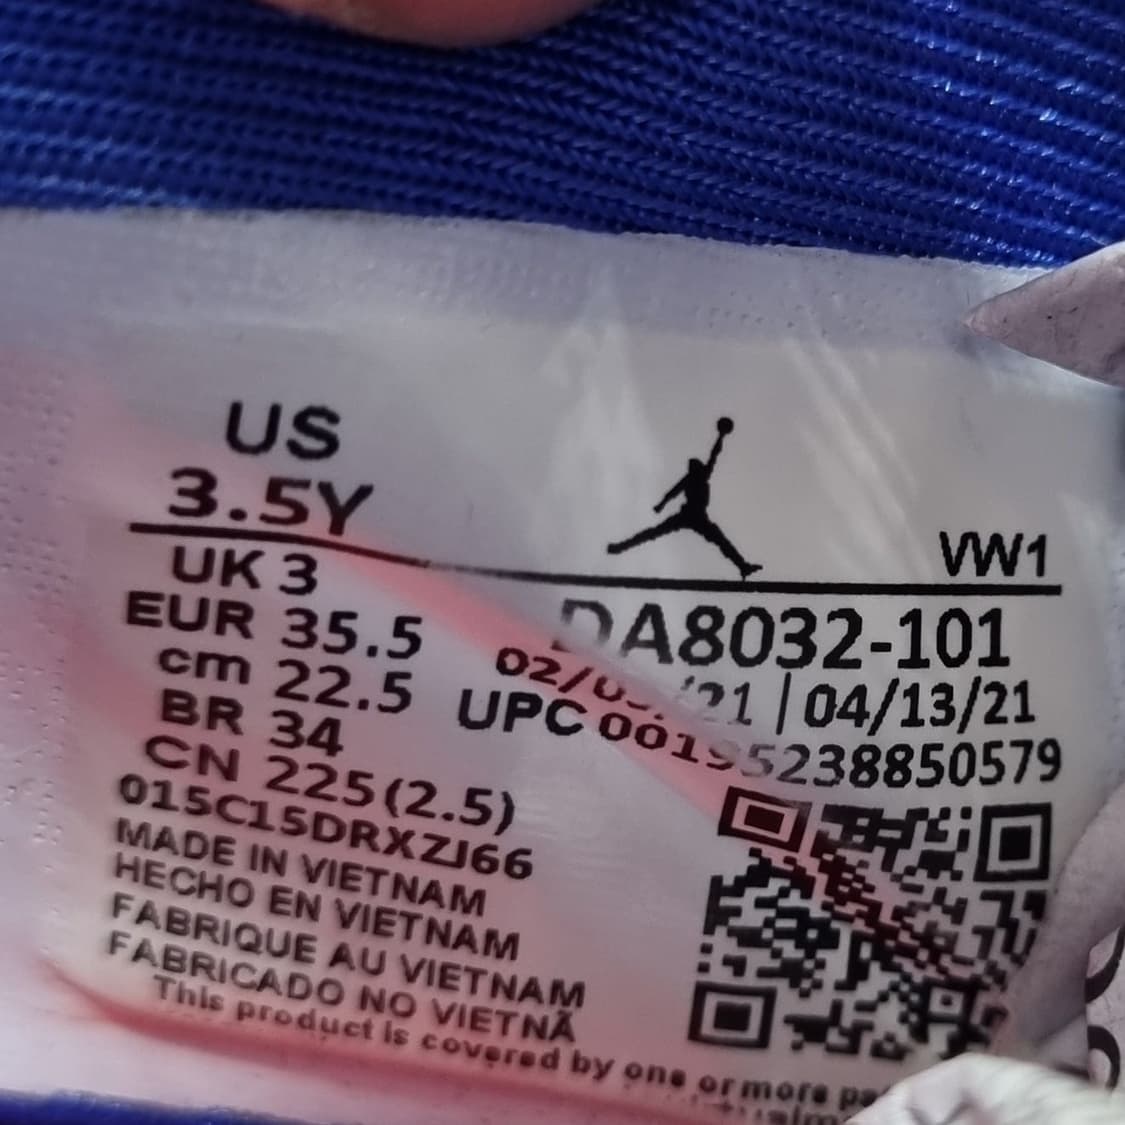 US
3.5Y
VW1
UK 3
EUR 35.5
cm 22.5
BR 34
CN 225(2.5)
015C15DRXZJ66
MADE IN VIETNAM
HECHO EN VIETNAM
FABRIQUE AU VIETNAM
FABRICADO NO VIETNÃ
This product is covered by one or more
DA8032-101
04/13/21
UPC 00195238850579